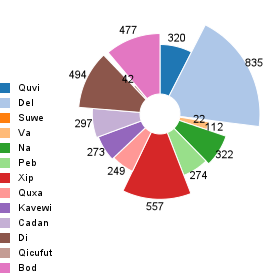 477
320
835
494
42
22
112
297
322
273
274
249
557
Quvi
Del
Suwe
Va
Na
Peb
Xip
Quxa
Kavewi
Cadan
Di
Qicufut
Bod